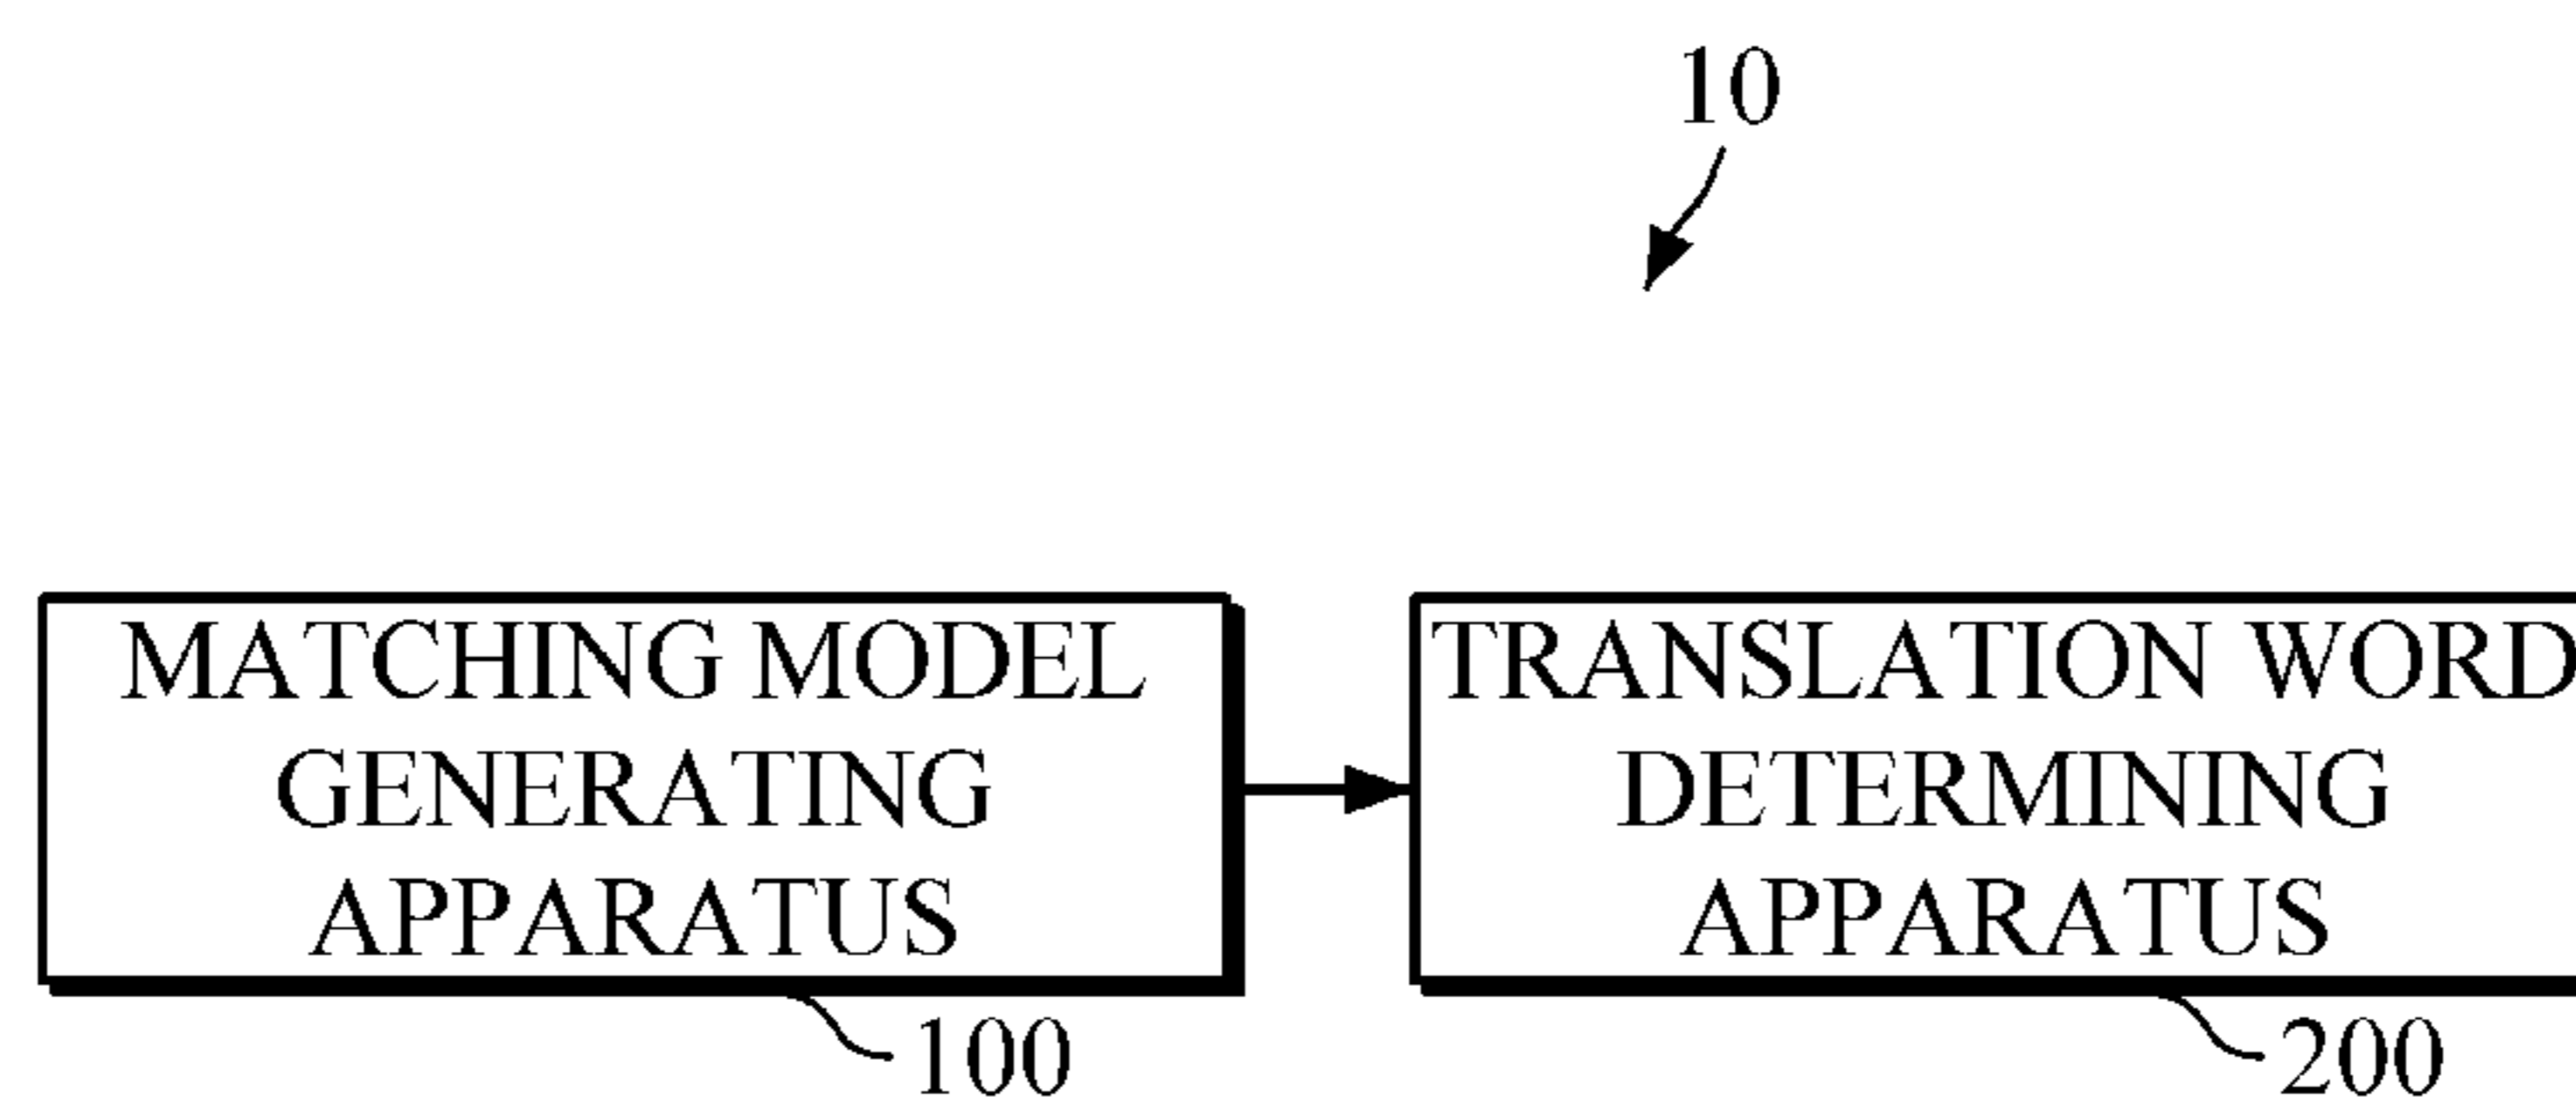 10
MATCHING MODEL
GENERATING
APPARATUS
100
TRANSLATION WORD
DETERMINING
APPARATUS
200